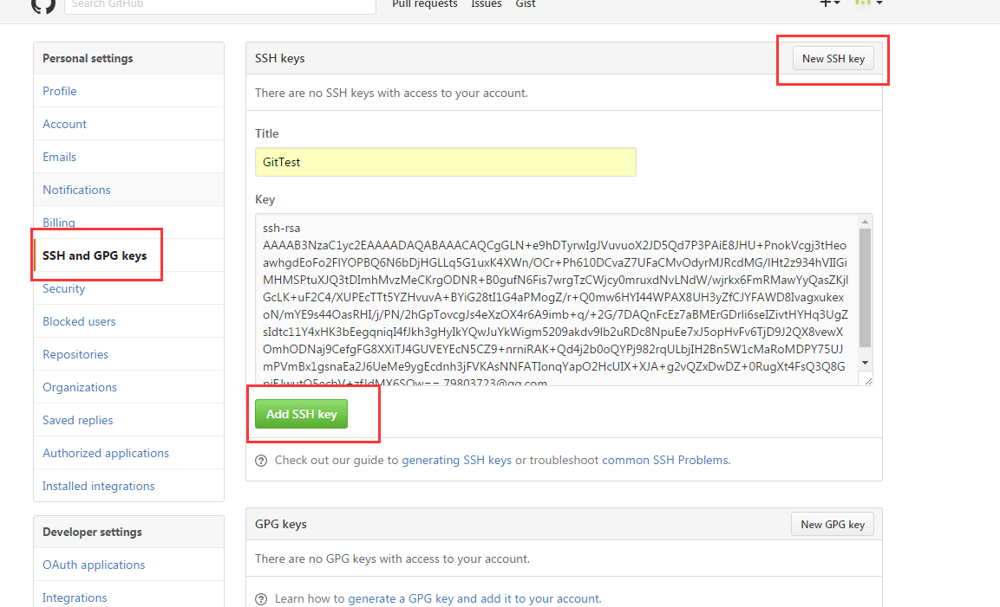 Search GitHub
Pull requests Issues Gist
Personal settings
Profile
Account
Emails
Notifications
Billing
SSH and GPG keys
Security
Blocked users
Repositories
Organizations
Saved replies
Authorized applications
Installed integrations
Developer settings
OAuth applications
Integrations
SSH keys
New SSH key
There are no SSH keys with access to your account.
Title
GitTest
Key
ssh-rsa
AAAAB3NzaC1yc2EAAAADAQABAAACAQCgGLN+e9hDTyrwIgJVuvuoX2JD5Qd7P3PAiE8JHU+PnokVcgj3tHeo
awhgdEoFo2FIYOPBQ6N6bDjHGLLq5G1uxK4XWn/OCr+Ph610DCvaZ7UFaCMvOdyrMJRcdMG/lHt2z934hVIIGi
MHMSPtuXJQ3tDImhMvzMeCKrgODNR+B0gufN6Fis7wrgTzCWjcy0mruxdNvLNdW/wjrkx6FmRMawYyQasZKjl
GcLK+uF2C4/XUPEcTTt5YZHvuvA+BYiG28tI1G4aPMogZ/r+Q0mw6HYI44WPAX8UH3yZfCJYFAWD8Ivagxukex
oN/mYE9s44OasRHI/j/PN/2hGpTovcgJs4eXzOX4r6A9imb+q/+2G/7DAQnFcEz7aBMErGDrli6seIZivtHYHq3UgZ
sIdtc11Y4xHK3bEegqniqI4fJkh3gHyIkYQwJuYkWigm5209akdv9lb2uRDc8NpuEe7xJ5opHvFv6TjD9J2QX8vewX
OmhODNaj9CefgFG8XXiTJ4GUVEYEcN5CZ9+nrniRAK+Qd4j2b0oQYPj982rqULbjIH2Bn5W1cMaRoMDPY75UJ
mPVmBx1gsnaEa2J6UeMe9ygEcdnh3jFVKAsNNFATIonqYapO2HcUIX+XJA+g2vQZxDwDZ+0RugXt4FsQ3Q8G
79803723@qq.com
Add SSH key
Check out our guide to generating SSH keys or troubleshoot common SSH Problems.
GPG keys
New GPG key
There are no GPG keys with access to your account.
Learn how to generate a GPG key and add it to your account.